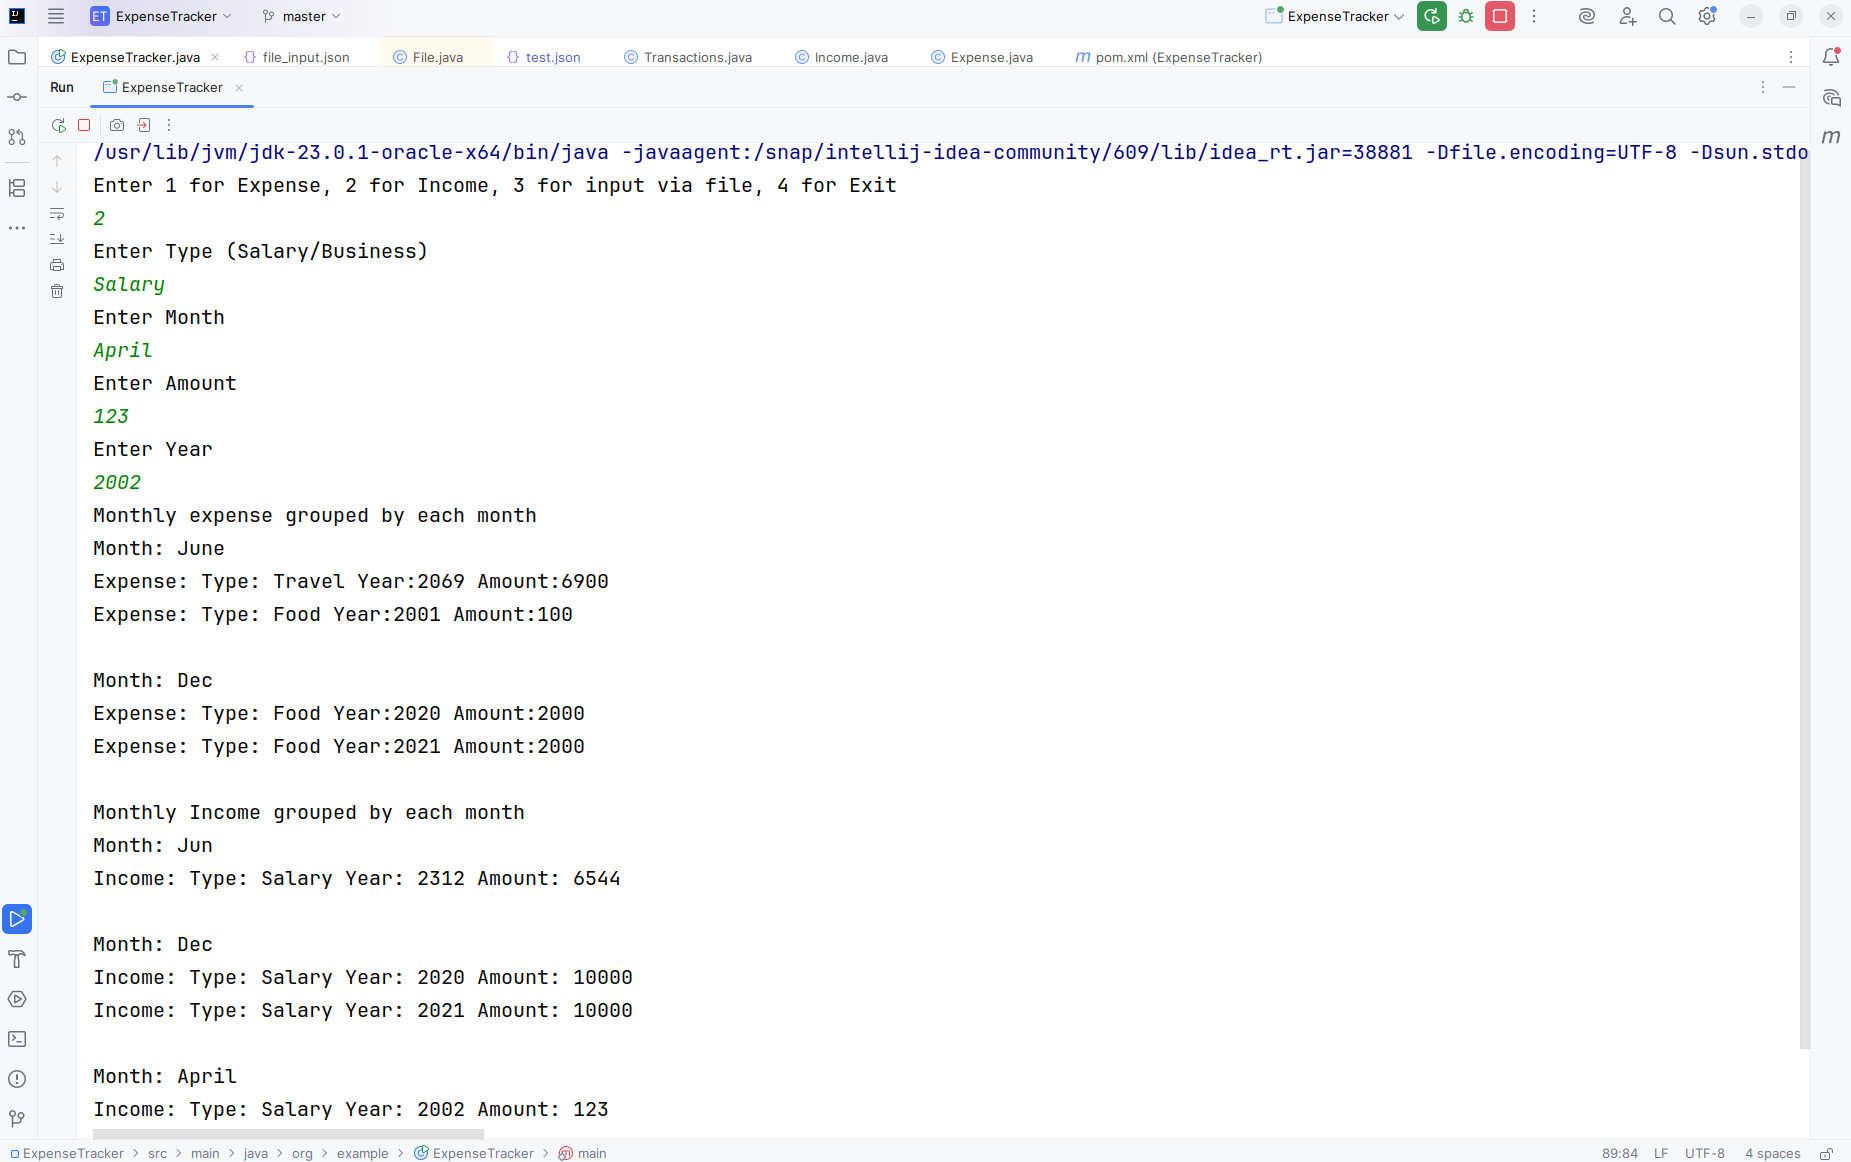 ET ExpenseTracker master ExpenseTracker
ExpenseTracker.java file_input.json File.java test.json Transactions.java Income.java Expense.java pom.xml (ExpenseTracker)
Run ExpenseTracker
/usr/lib/jvm/jdk-23.0.1-oracle-x64/bin/java -javaagent:/snap/intellij-idea-community/609/lib/idea_rt.jar=38881 -Dfile.encoding=UTF-8 -Dsun.stdo
Enter 1 for Expense, 2 for Income, 3 for input via file, 4 for Exit
2
Enter Type (Salary/Business)
Salary
Enter Month
April
Enter Amount
123
Enter Year
2002
Monthly expense grouped by each month
Month: June
Expense: Type: Travel Year:2069 Amount:6900
Expense: Type: Food Year:2001 Amount:100
Month: Dec
Expense: Type: Food Year:2020 Amount:2000
Expense: Type: Food Year:2021 Amount:2000
Monthly Income grouped by each month
Month: Jun
Income: Type: Salary Year: 2312 Amount: 6544
Month: Dec
Income: Type: Salary Year: 2020 Amount: 10000
Income: Type: Salary Year: 2021 Amount: 10000
Month: April
Income: Type: Salary Year: 2002 Amount: 123
ExpenseTracker > src > main > java > org > example > ExpenseTracker > main 89:84 LF UTF-8 4 spaces